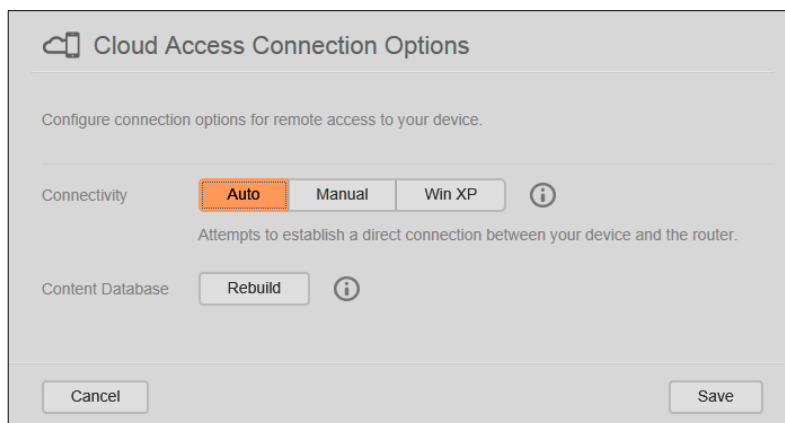 Cloud Access Connection Options
Configure connection options for remote access to your device.
Connectivity Auto Manual Win XP
Attempts to establish a direct connection between your device and the router.
Content Database Rebuild
Cancel Save